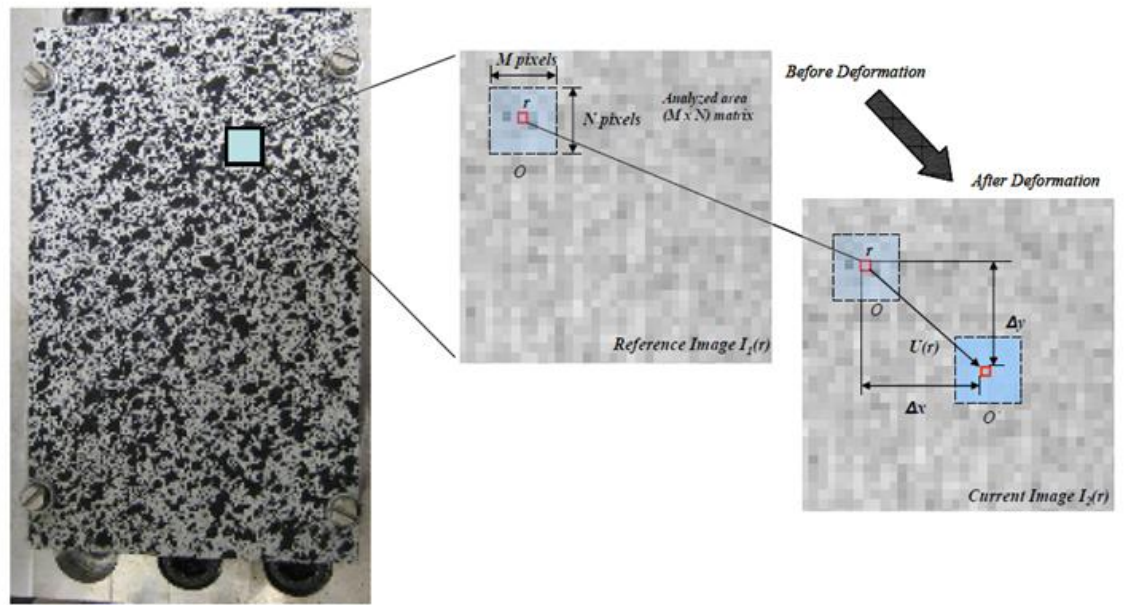 M pixels
r
N pixels
Analyzed area
(M x N) matrix
O
Reference Image I₁(r)
Before Deformation
After Deformation
r
O
Δy
U(r)
Δx
O'
Current Image I₂(r)